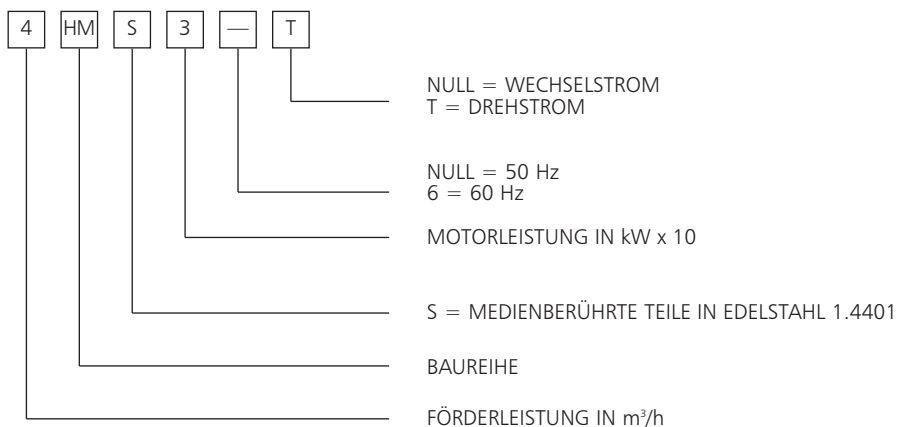 4 HM S 3 — T
NULL = WECHSELSTROM
T = DREHSTROM
NULL = 50 Hz
6 = 60 Hz
MOTORLEISTUNG IN kW x 10
S = MEDIENBERÜHRTE TEILE IN EDELSTAHL 1.4401
BAUREIHE
FÖRDERLEISTUNG IN m³/h